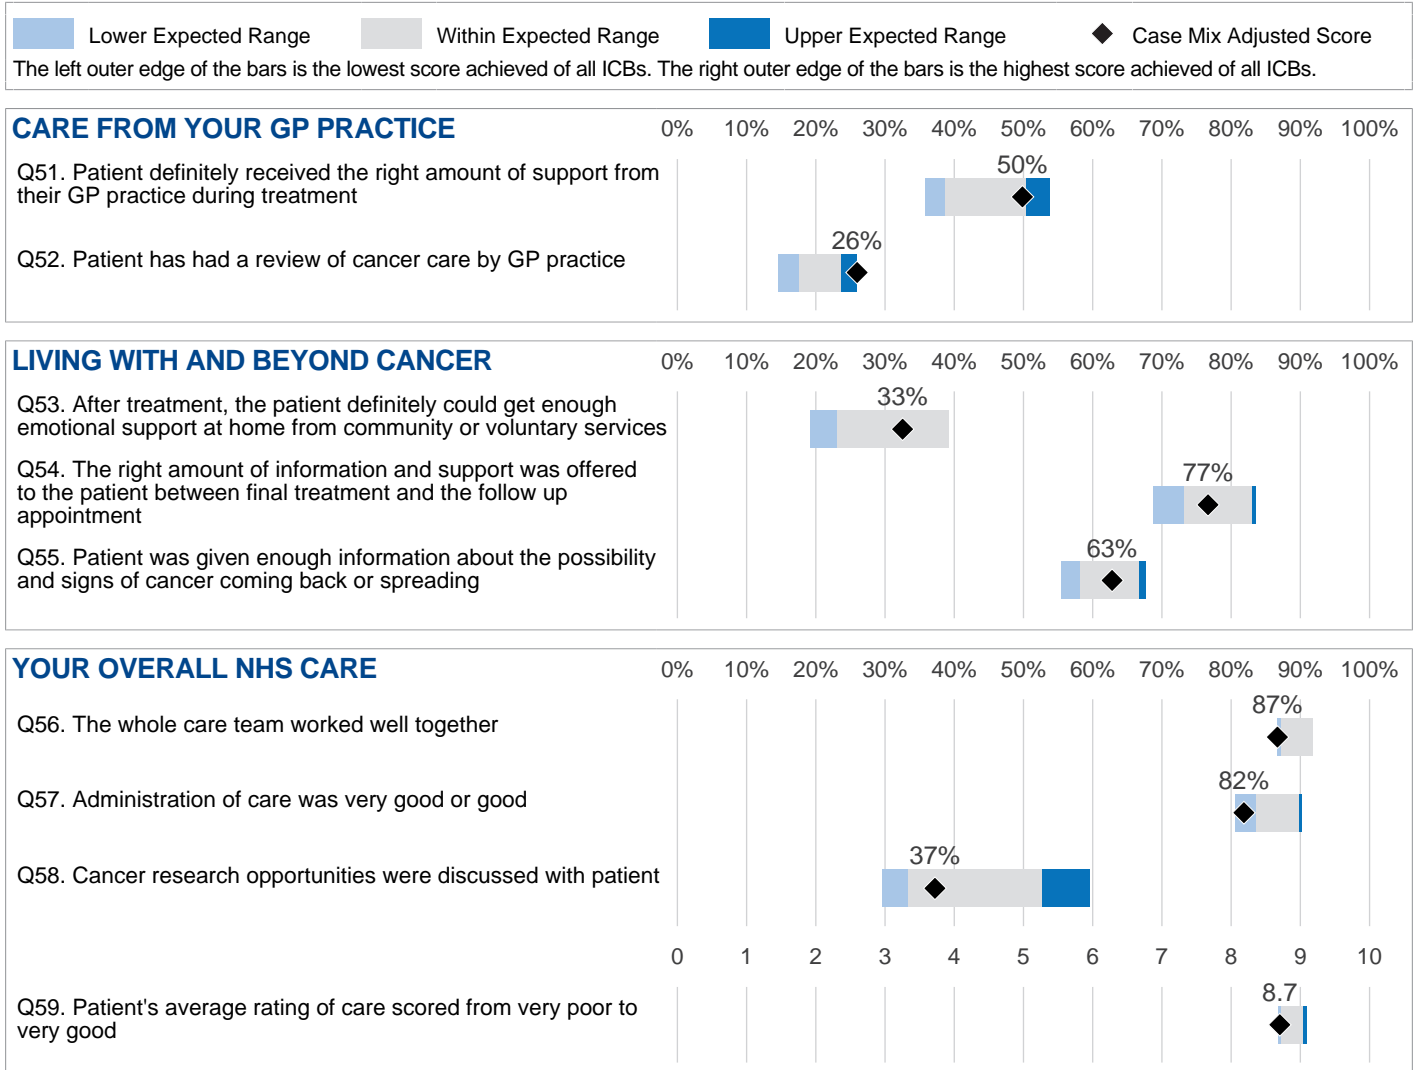 Lower Expected Range Within Expected Range Upper Expected Range Case Mix Adjusted Score
The left outer edge of the bars is the lowest score achieved of all ICBs. The right outer edge of the bars is the highest score achieved of all ICBs.
CARE FROM YOUR GP PRACTICE 0% 10% 20% 30% 40% 50% 60% 70% 80% 90% 100%
Q51. Patient definitely received the right amount of support from
their GP practice during treatment
50%
Q52. Patient has had a review of cancer care by GP practice
26%
LIVING WITH AND BEYOND CANCER 0% 10% 20% 30% 40% 50% 60% 70% 80% 90% 100%
Q53. After treatment, the patient definitely could get enough
emotional support at home from community or voluntary services
33%
Q54. The right amount of information and support was offered
to the patient between final treatment and the follow up
appointment
77%
Q55. Patient was given enough information about the possibility
and signs of cancer coming back or spreading
63%
YOUR OVERALL NHS CARE 0% 10% 20% 30% 40% 50% 60% 70% 80% 90% 100%
Q56. The whole care team worked well together
87%
Q57. Administration of care was very good or good
82%
Q58. Cancer research opportunities were discussed with patient
37%
0 1 2 3 4 5 6 7 8 9 10
Q59. Patient's average rating of care scored from very poor to
very good
8.7